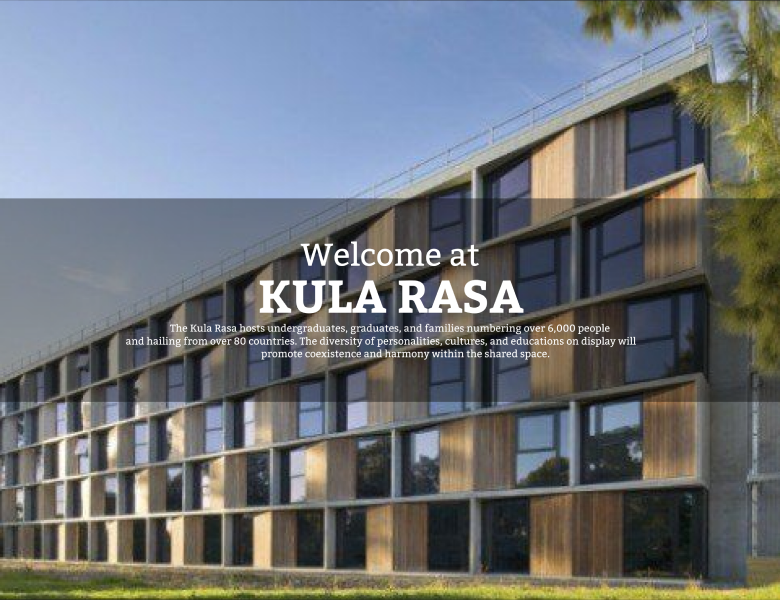 Welcome at
KULA RASA
The Kula Rasa hosts undergraduates, graduates, and families numbering over 6,000 people
and hailing from over 80 countries. The diversity of personalities, cultures, and educations on display will
promote coexistence and harmony within the shared space.